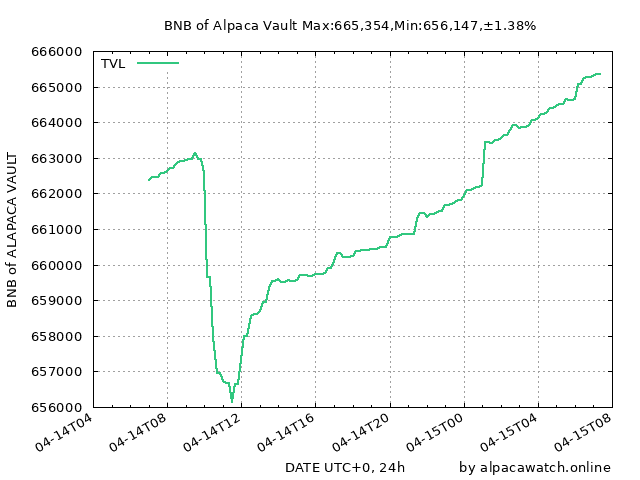 BNB of Alpaca Vault Max:665,354,Min:656,147,±1.38%
TVL
666000
665000
664000
663000
662000
661000
660000
659000
658000
657000
656000
BNB of ALAPACA VAULT
04-14T04
04-14T08
04-14T12
04-14T16
04-14T20
04-15T00
04-15T04
04-15T08
DATE UTC+0, 24h
by alpacawatch.online